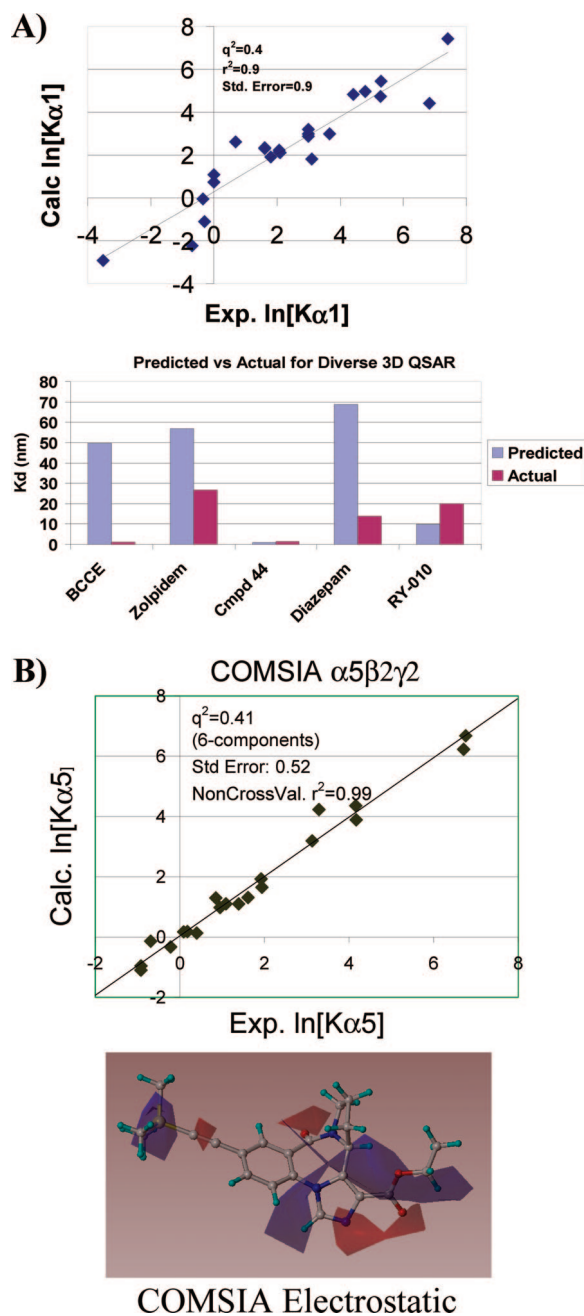 A)
q²=0.4
r²=0.9
Std. Error=0.9
Calc ln[Kα1]
8
6
4
2
0
-2
-4
-4 -2 0 2 4 6 8
Exp. ln[Kα1]
Predicted vs Actual for Diverse 3D QSAR
Kd (nm)
80
70
60
50
40
30
20
10
0
Predicted
Actual
BCCE
Zolpidem
Cmpd 44
Diazepam
RY-010
B)
COMSIA α5β2γ2
q²=0.41
(6-components)
Std Error: 0.52
NonCrossVal. r²=0.99
Calc. ln[Kα5]
8
6
4
2
0
-2
-2 0 2 4 6 8
Exp. ln[Kα5]
COMSIA Electrostatic